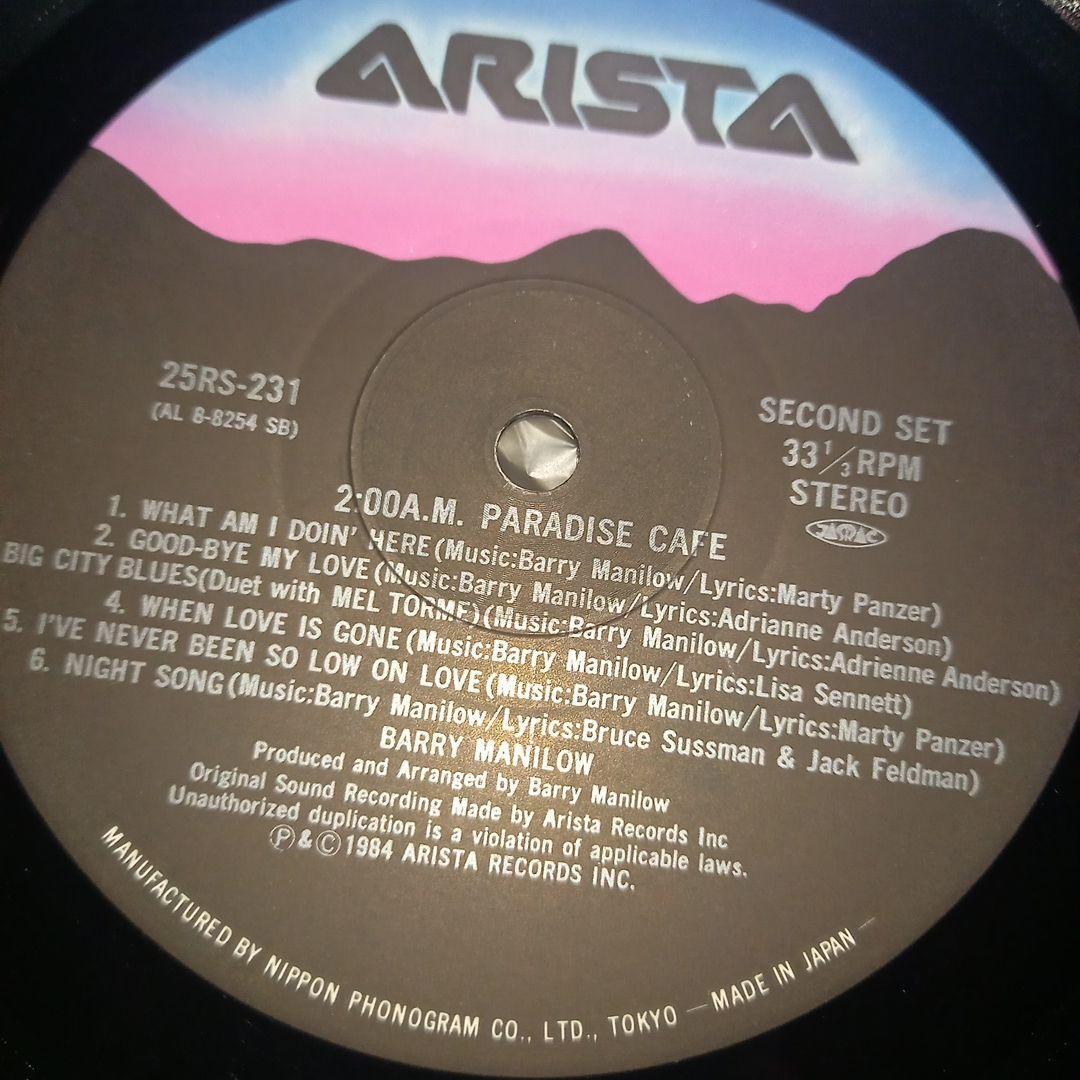 ARISTA
25RS-231
(AL 8-8254 SB)
SECOND SET
33 1/3 RPM
STEREO
JASRAC
2:00A.M. PARADISE CAFE
1. WHAT AM I DOIN' HERE (Music:Barry Manilow/Lyrics:Marty Panzer)
2. GOOD-BYE MY LOVE (Music:Barry Manilow/Lyrics:Adrianne Anderson)
BIG CITY BLUES(Duet with MEL TORME) (Music:Barry Manilow/Lyrics:Adrienne Anderson)
4. WHEN LOVE IS GONE (Music:Barry Manilow/Lyrics:Lisa Sennett)
5. I'VE NEVER BEEN SO LOW ON LOVE (Music:Barry Manilow/Lyrics:Marty Panzer)
6. NIGHT SONG (Music:Barry Manilow/Lyrics:Bruce Sussman & Jack Feldman)
BARRY MANILOW
Produced and Arranged by Barry Manilow
Original Sound Recording Made by Arista Records Inc
Unauthorized duplication is a violation of applicable laws.
Ⓟ&Ⓒ1984 ARISTA RECORDS INC.
MANUFACTURED BY NIPPON PHONOGRAM CO., LTD., TOKYO —MADE IN JAPAN—